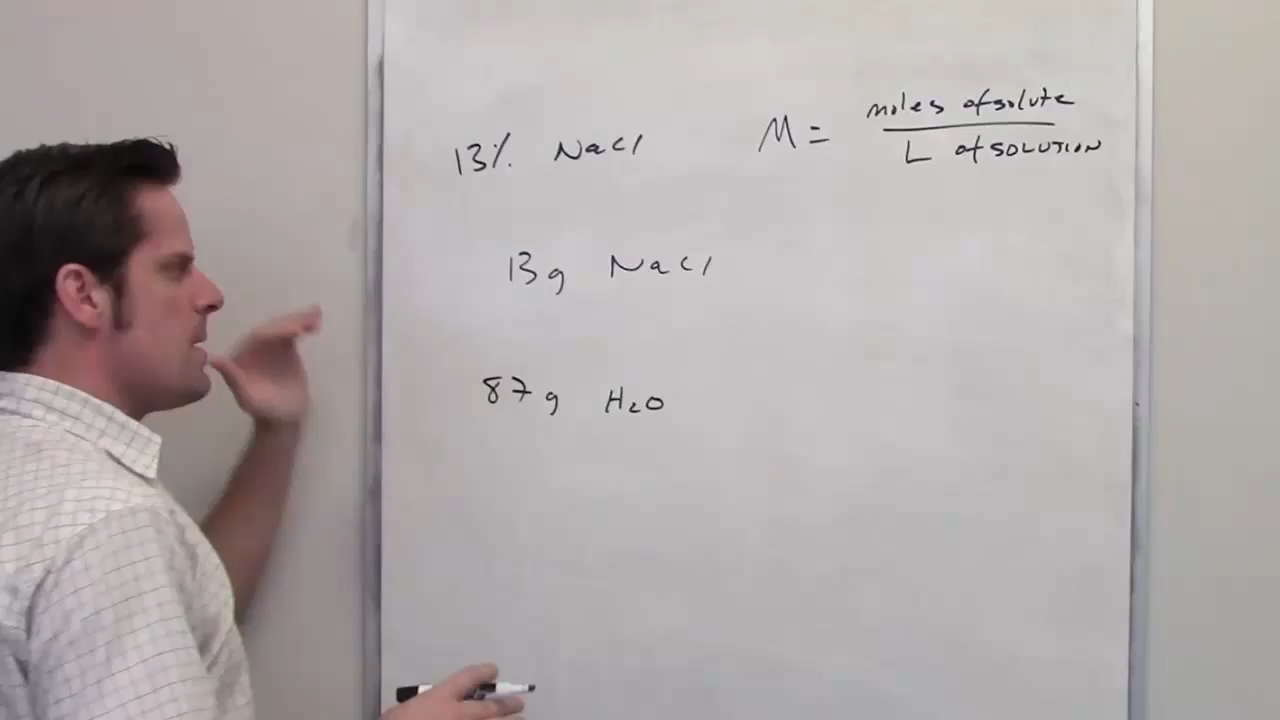 13% NaCl
M = moles of solute / L of SOLUTION
13g NaCl
87g H2O